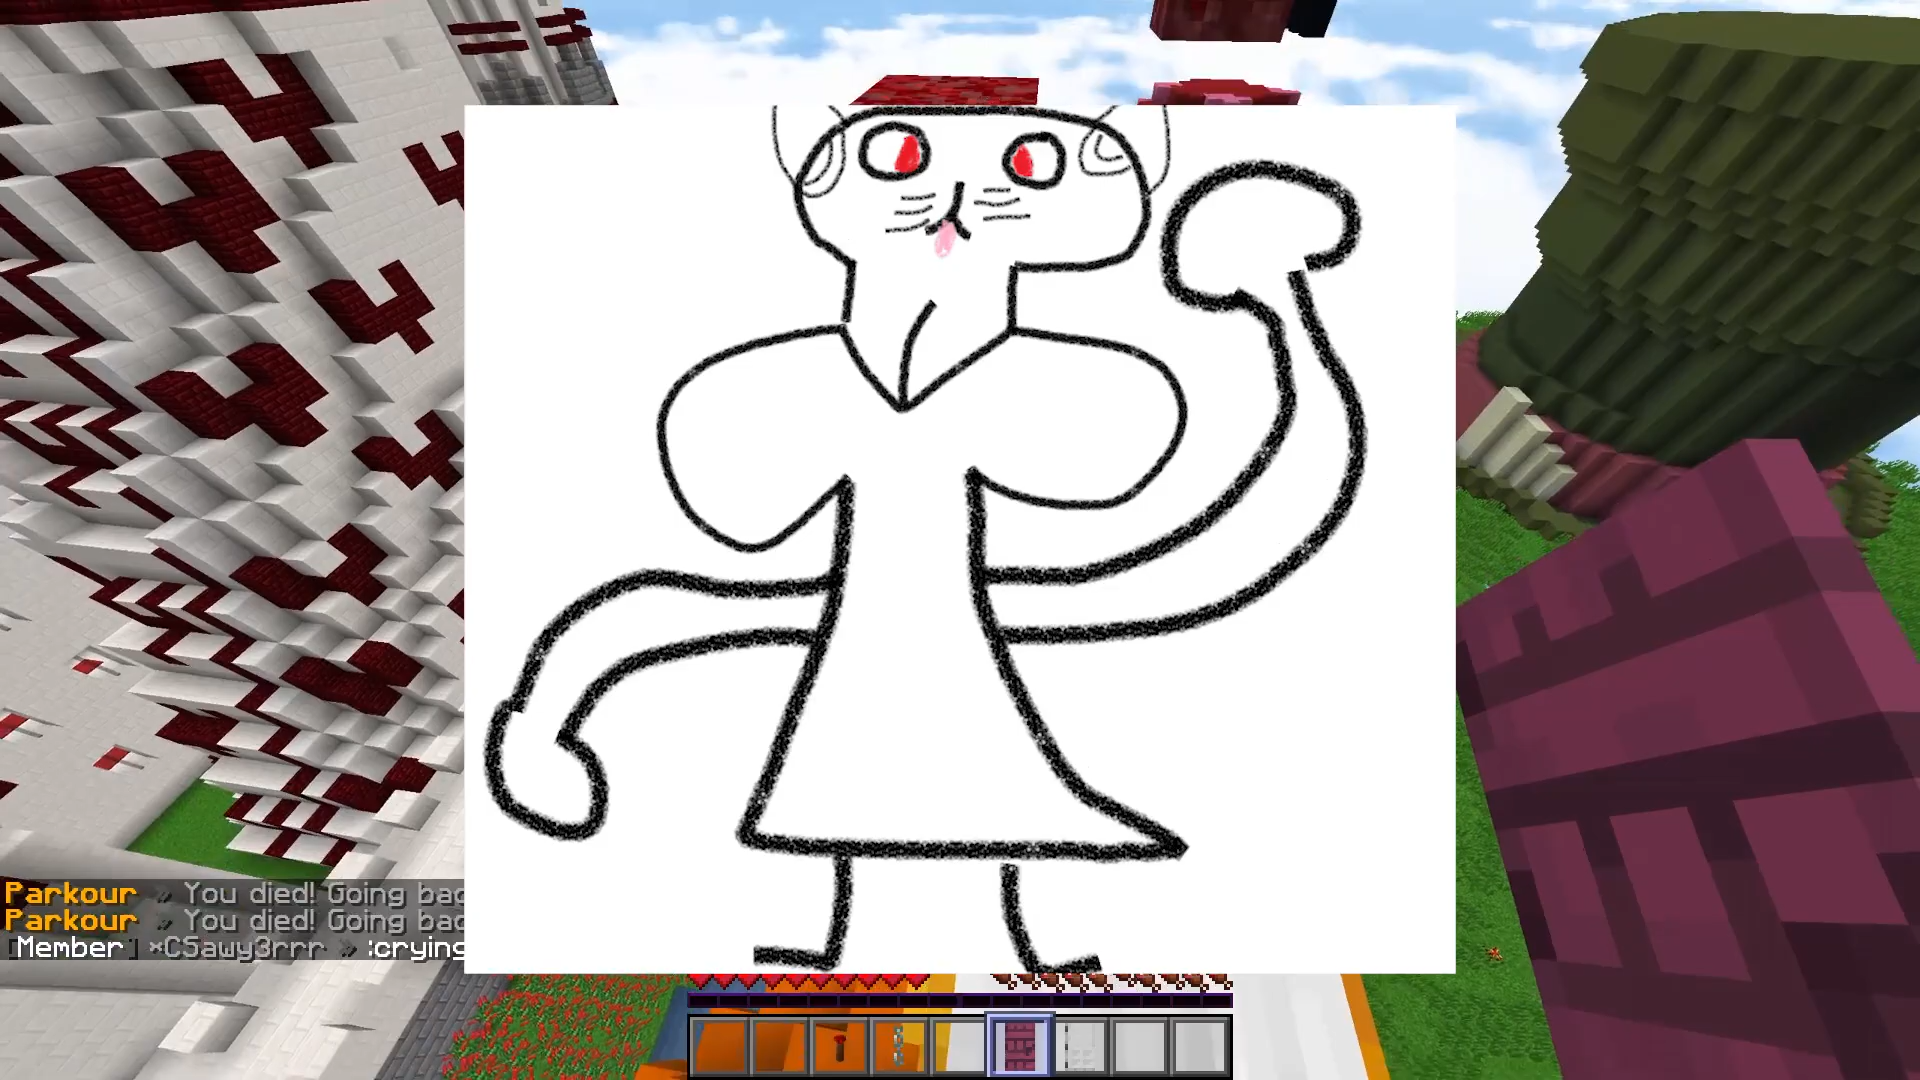 Parkour » You died! Going bac
Parkour » You died! Going bac
[Member] ×CSawy3rrr » :crying